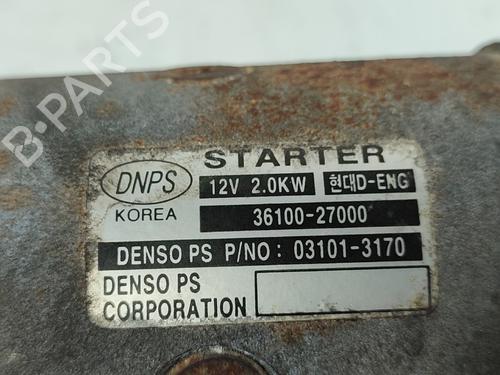 B-PARTS
STARTER
DNPS
12V 2.0KW 현대D-ENG
KOREA
36100-27000
DENSO PS P/NO : 03101-3170
DENSO PS
CORPORATION